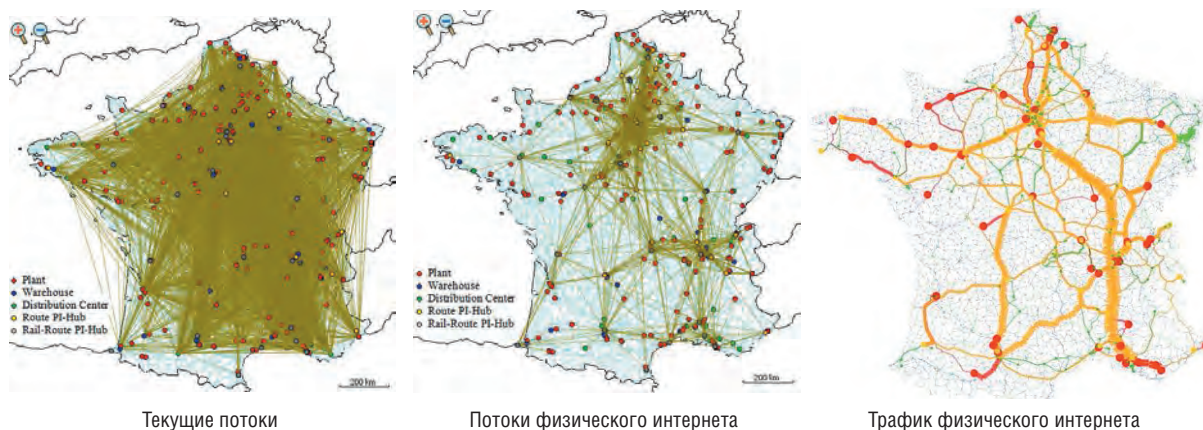 Plant
Warehouse
Distribution Center
Route PI-Hub
Rail-Route PI-Hub
200 km
Plant
Warehouse
Distribution Center
Route PI-Hub
Rail-Route PI-Hub
200 km
Текущие потоки
Потоки физического интернета
Трафик физического интернета